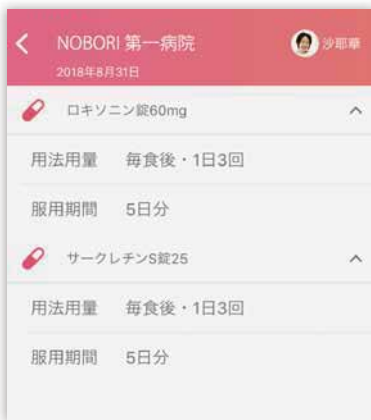 NOBORI 第一病院
沙耶華
2018年8月31日
ロキソニン錠60mg
用法用量 毎食後・1日3回
服用期間 5日分
サークレチンS錠25
用法用量 毎食後・1日3回
服用期間 5日分